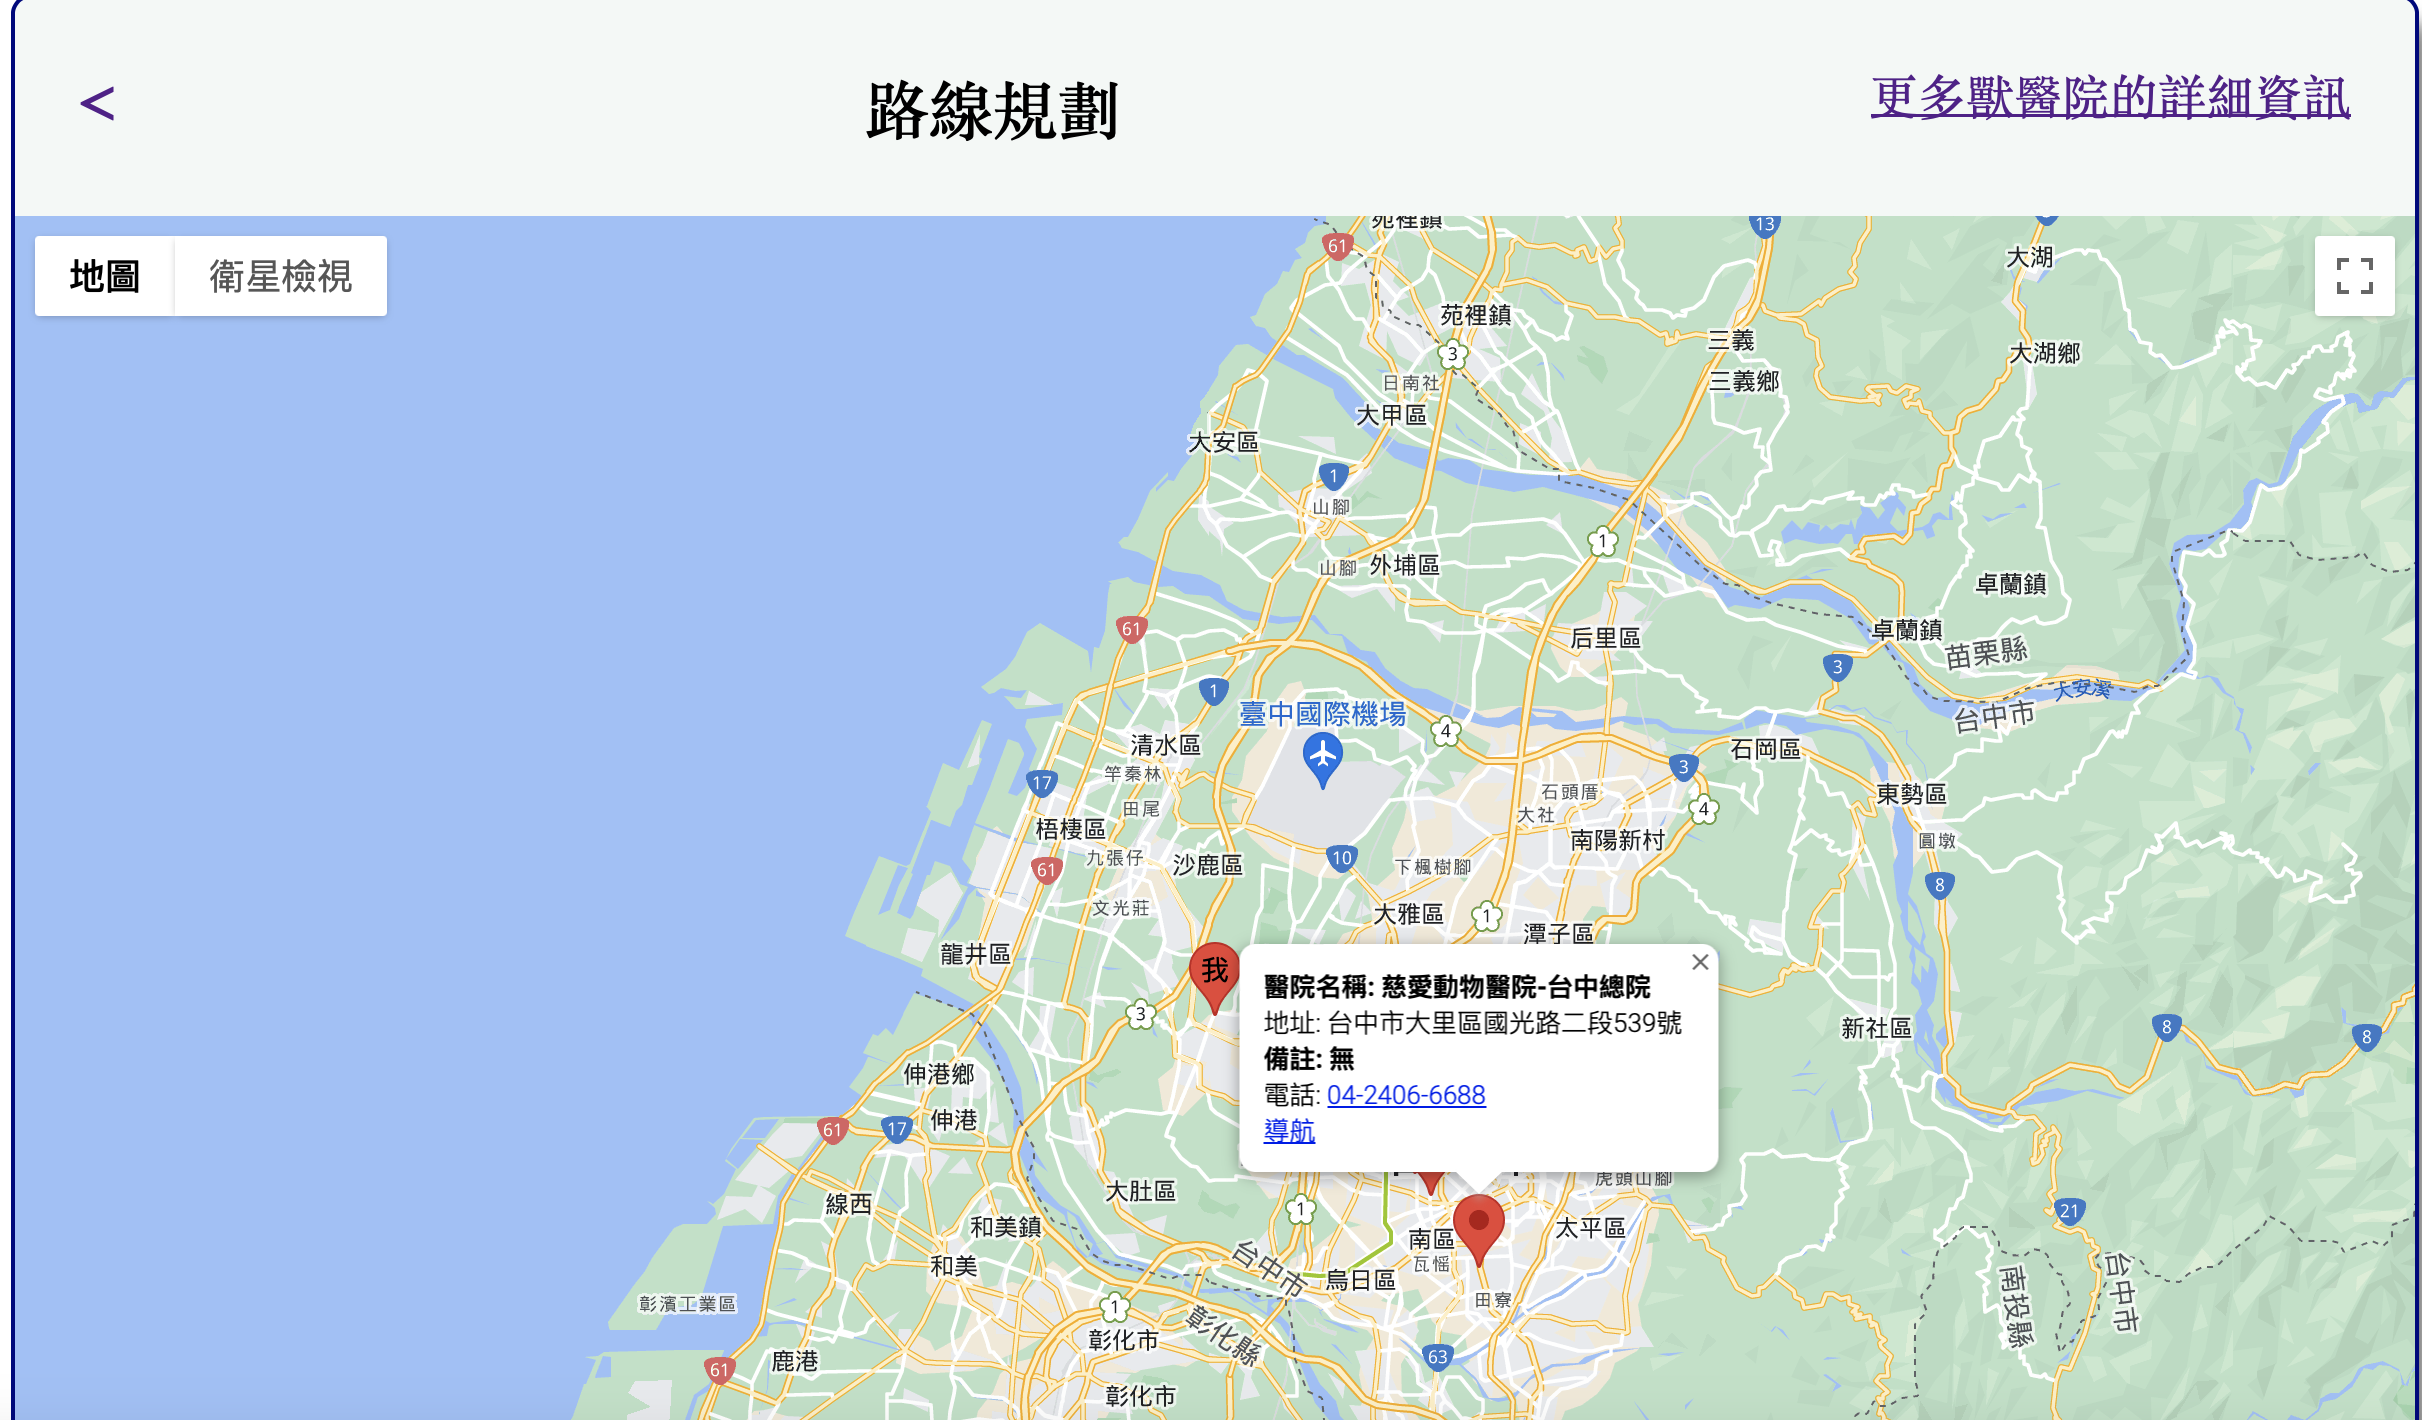 <
路線規劃
更多獸醫院的詳細資訊
地圖
衛星檢視
苑裡鎮
61
13
大湖
苑裡鎮
3
三義
大湖鄉
三義鄉
日南社
大甲區
大安區
1
山腳
1
山腳
外埔區
卓蘭鎮
61
后里區
卓蘭鎮
苗栗縣
3
大安溪
1
臺中國際機場
台中市
4
清水區
石岡區
竿秦林
17
3
石頭厝
東勢區
田尾
大社
4
梧棲區
南陽新村
圓墩
九張仔
沙鹿區
10
下楓樹腳
61
8
文光莊
大雅區
1
潭子區
龍井區
我
醫院名稱: 慈愛動物醫院-台中總院
地址: 台中市大里區國光路二段539號
備註: 無
電話: 04-2406-6688
導航
3
新社區
8
8
伸港鄉
伸港
61
17
虎頭山腳
大肚區
線西
1
21
和美鎮
南區
太平區
和美
瓦慅
台中市
烏日區
台中市
南投縣
彰濱工業區
田寮
1
彰化市
彰化縣
63
鹿港
61
彰化市